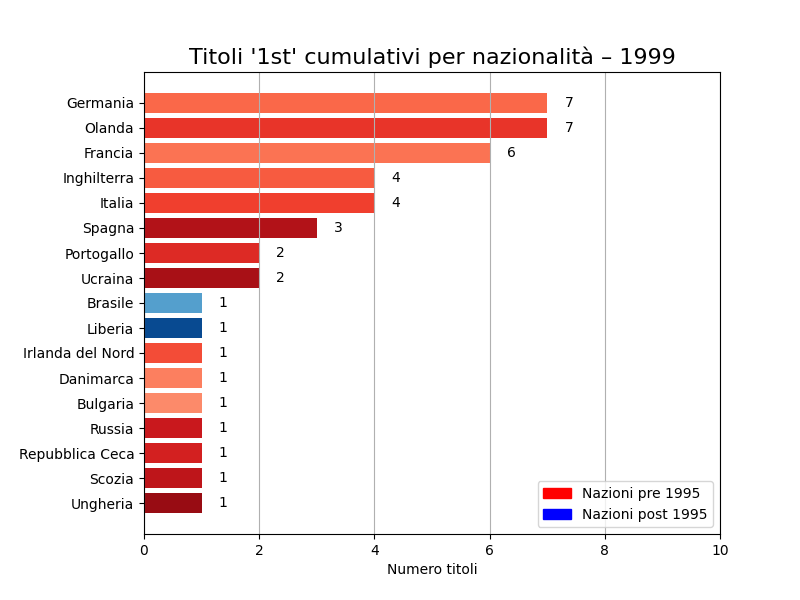 Titoli '1st' cumulativi per nazionalità – 1999
Germania 7
Olanda 7
Francia 6
Inghilterra 4
Italia 4
Spagna 3
Portogallo 2
Ucraina 2
Brasile 1
Liberia 1
Irlanda del Nord 1
Danimarca 1
Bulgaria 1
Russia 1
Repubblica Ceca 1
Scozia 1
Ungheria 1
Nazioni pre 1995
Nazioni post 1995
0 2 4 6 8 10
Numero titoli